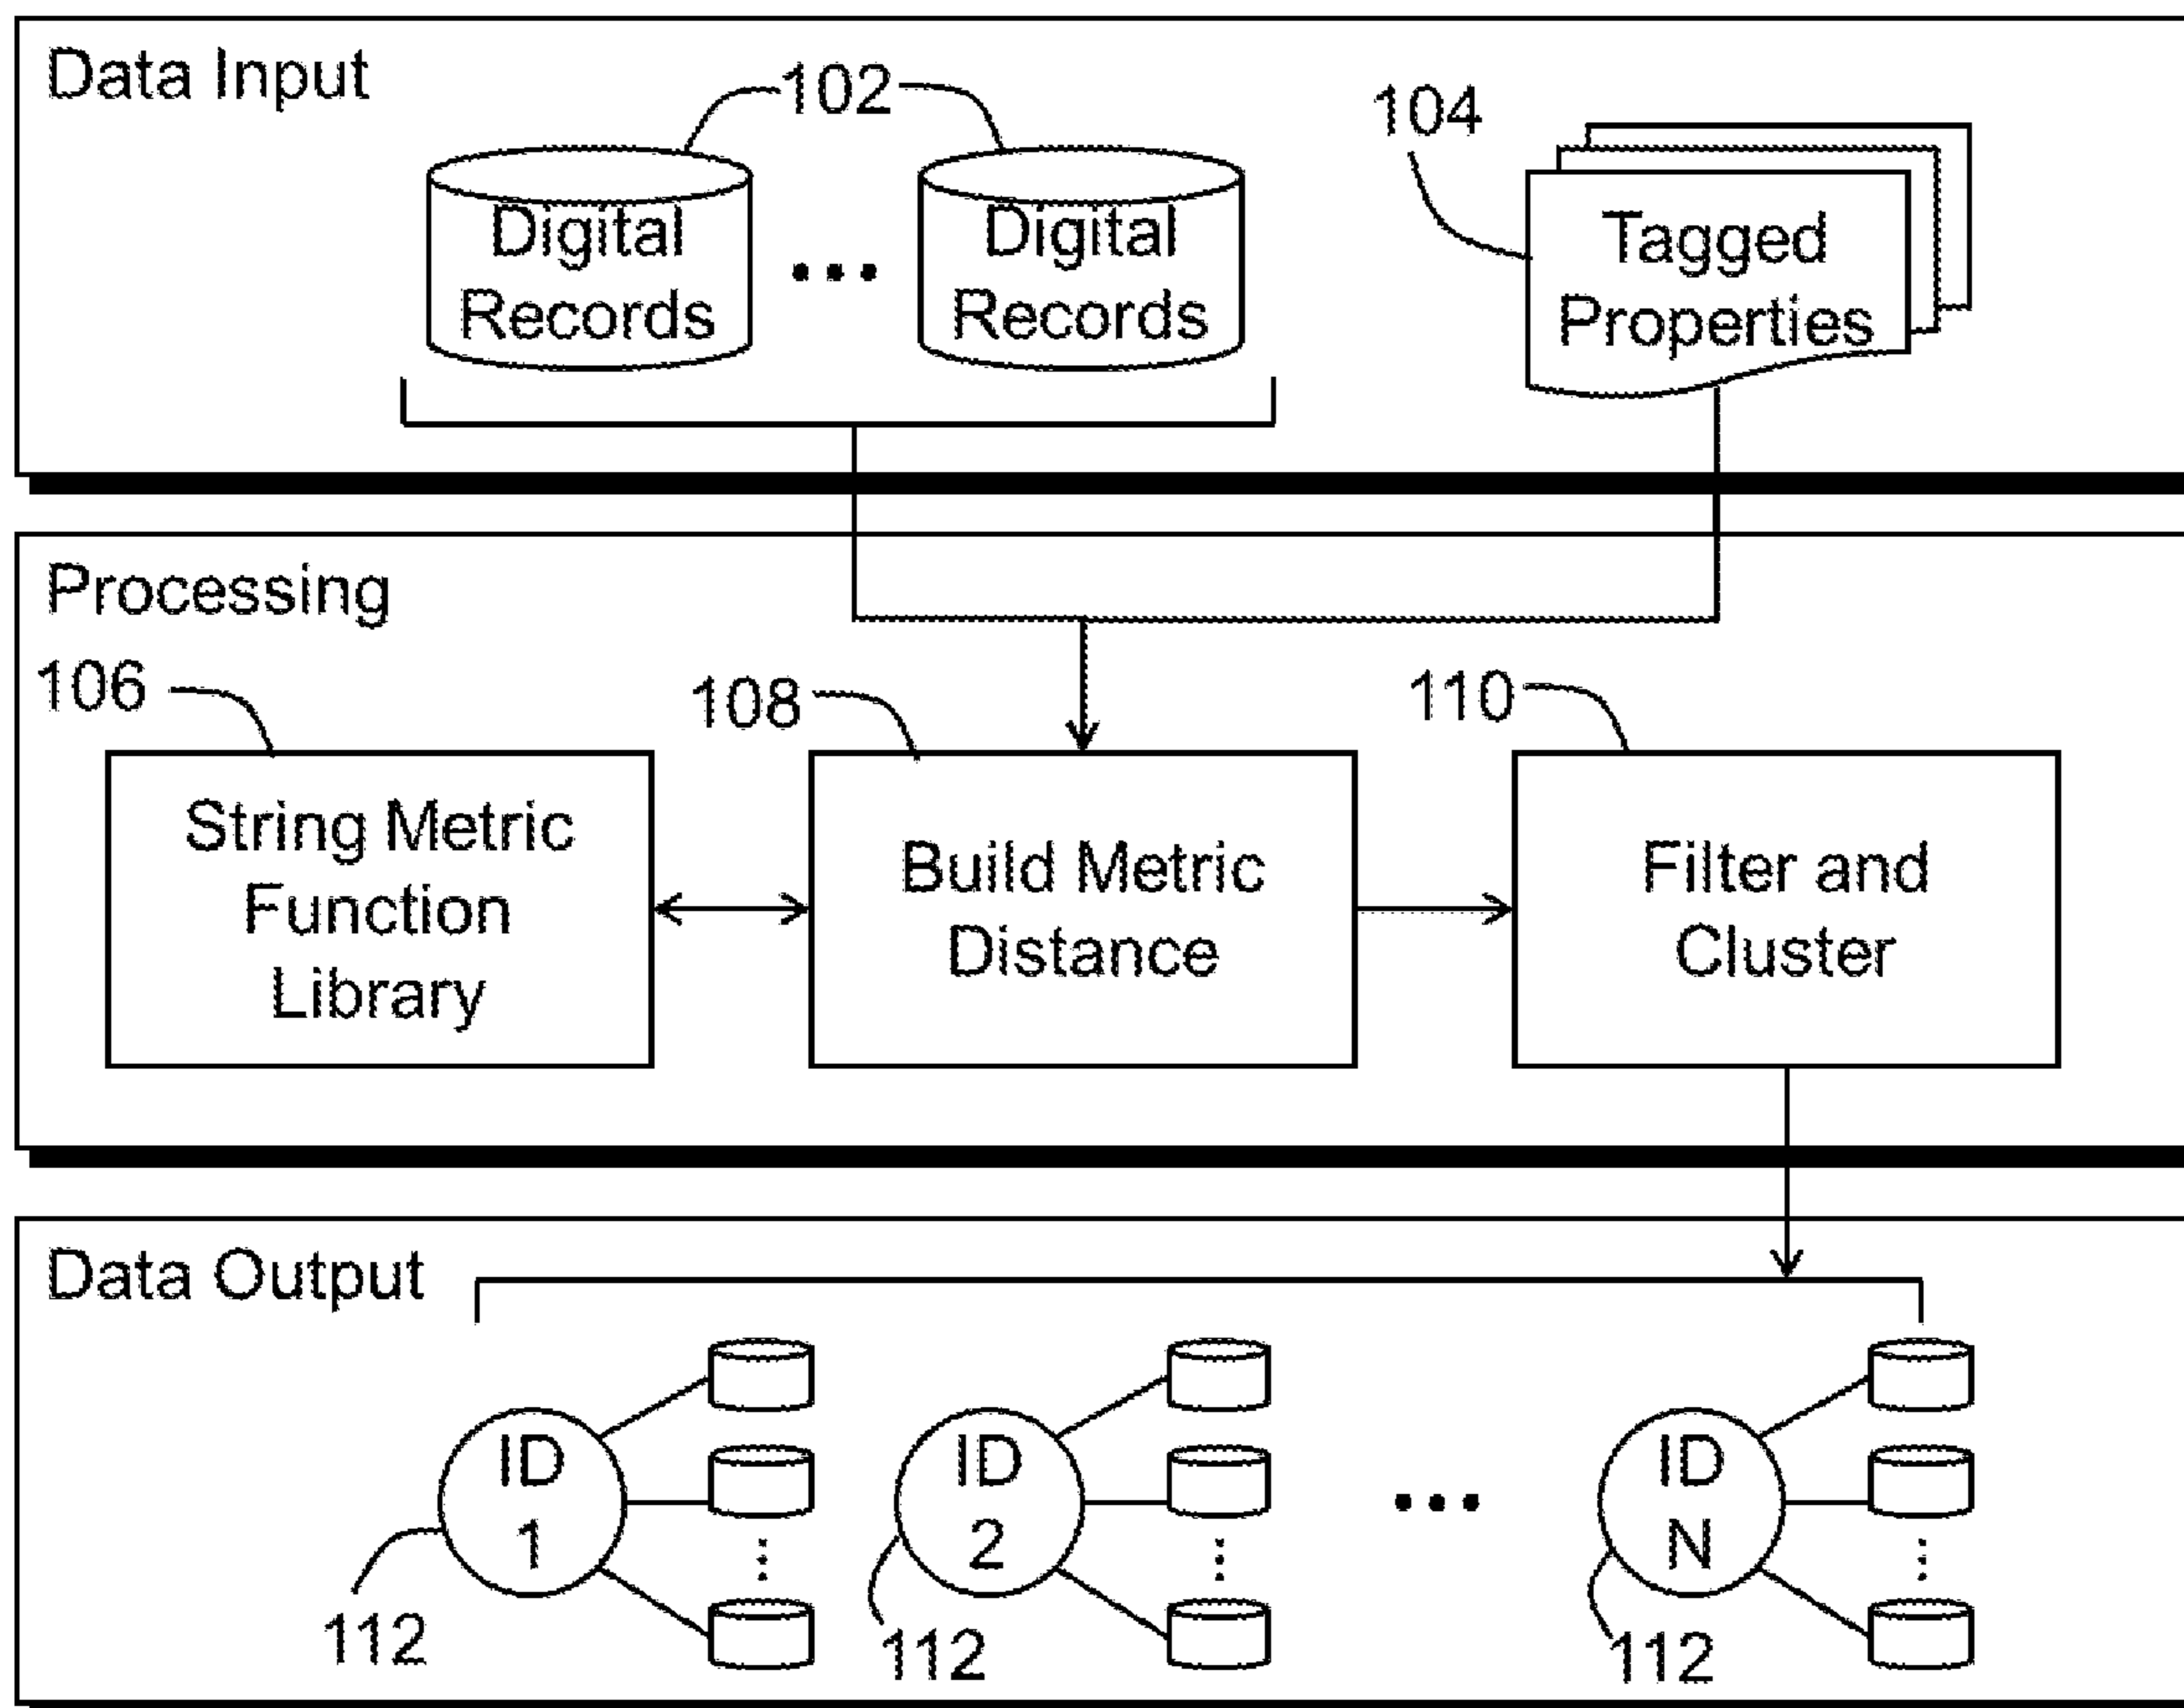 Data Input
102
104
Digital
Records
Digital
Records
Tagged
Properties
Processing
106
108
110
String Metric
Function
Library
Build Metric
Distance
Filter and
Cluster
Data Output
ID
1
ID
2
ID
N
112
112
112